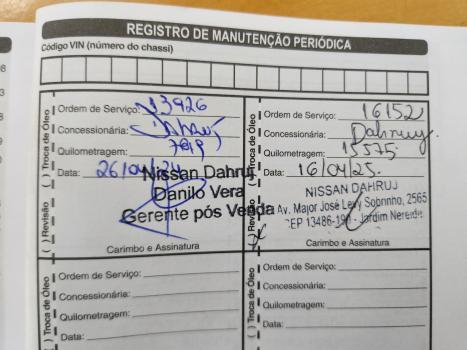 REGISTRO DE MANUTENÇÃO PERIÓDICA
Código VIN (número do chassi)
( ) Revisão ( ) Troca de Óleo
Ordem de Serviço: 13926
Concessionária:
Quilometragem:
Data: 26/04/24
Nissan Dahruj
Danilo Vera
Gerente pós Venda
Carimbo e Assinatura
( ) Revisão ( ) Troca de Óleo
Ordem de Serviço: 16152
Concessionária: Dahruj
Quilometragem: 15575
Data: 16/04/25.
NISSAN DAHRUJ
Av. Major José Levy Sobrinho, 2565
CEP 13486-190 - Jardim
Carimbo e Assinatura
( ) Troca de Óleo
Ordem de Serviço:
Concessionária:
Quilometragem:
Data:
( ) Troca de Óleo
Ordem de Serviço:
Concessionária:
Quilometragem:
Data: